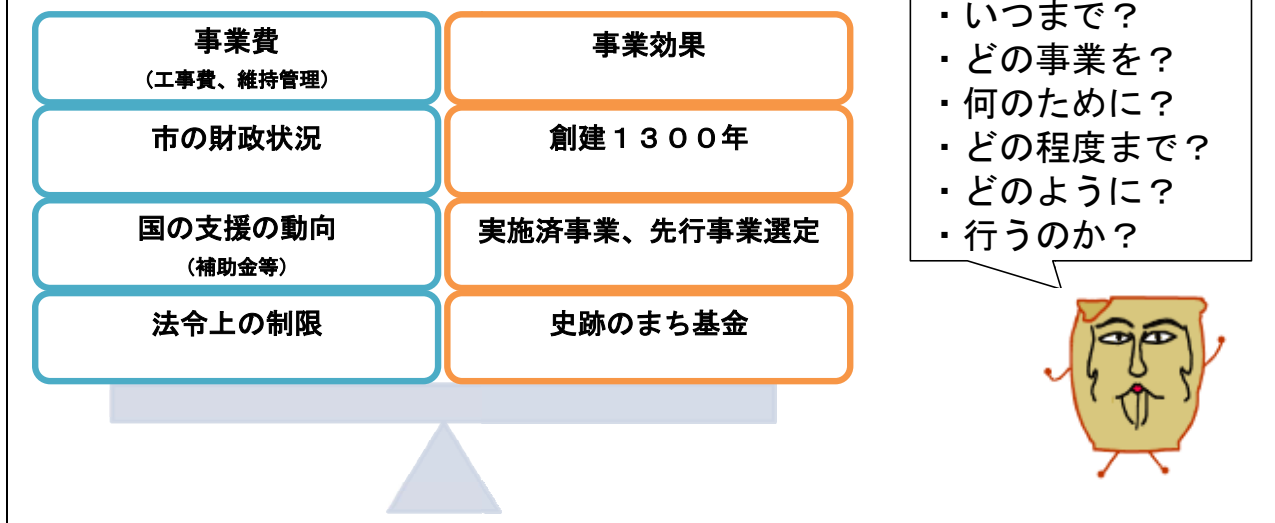 事業費
（工事費、維持管理）
市の財政状況
国の支援の動向
（補助金等）
法令上の制限
事業効果
創建１３００年
実施済事業、先行事業選定
史跡のまち基金
・いつまで？
・どの事業を？
・何のために？
・どの程度まで？
・どのように？
・行うのか？